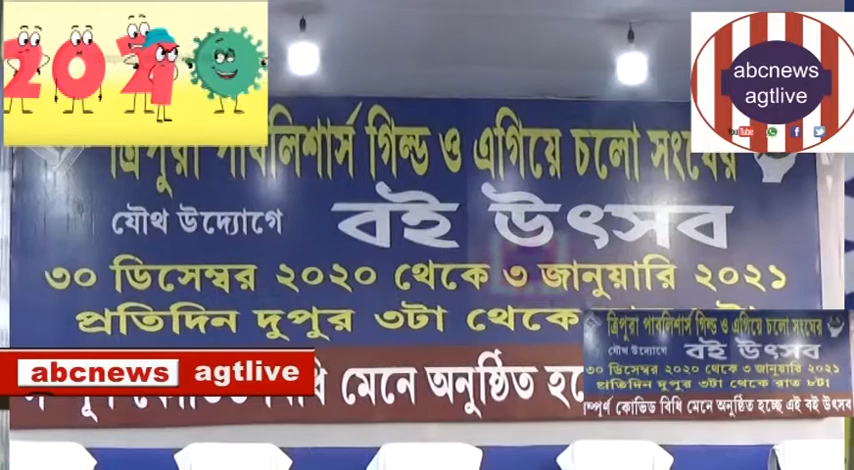 2020
abcnews
agtlive
YouTube
ত্রিপুরা পাবলিশার্স গিল্ড ও এগিয়ে চলো সংঘের
যৌথ উদ্যোগে বই উৎসব
৩০ ডিসেম্বর ২০২০ থেকে ৩ জানুয়ারি ২০২১
প্রতিদিন দুপুর ৩টা থেকে
বিধি মেনে অনুষ্ঠিত
abcnews agtlive
ত্রিপুরা পাবলিশার্স গিল্ড ও এগিয়ে চলো সংঘের
যৌথ উদ্যোগে বই উৎসব
৩০ ডিসেম্বর ২০২০ থেকে ৩ জানুয়ারি ২০২১
প্রতিদিন দুপুর ৩টা থেকে রাত ৮টা
সম্পূর্ণ কোভিড বিধি মেনে অনুষ্ঠিত হচ্ছে এই বই উৎসব